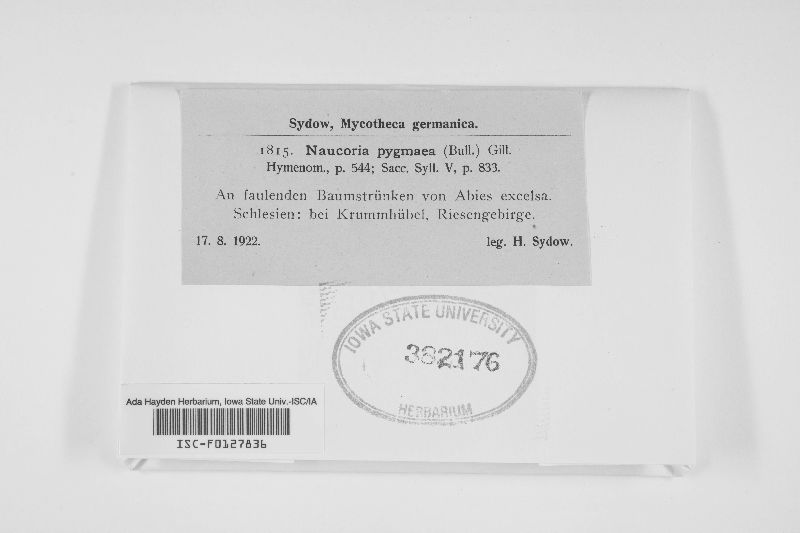 Sydow, Mycotheca germanica.
1815. Naucoria pygmaea (Bull.) Gill.
Hymenom., p. 544; Sacc. Syll. V, p. 833.
An faulenden Baumstrünken von Abies excelsa.
Schlesien: bei Krummhübel, Riesengebirge.
17. 8. 1922. leg. H. Sydow.
IOWA STATE UNIVERSITY
382176
HERBARIUM
Ada Hayden Herbarium, Iowa State Univ.-ISC/IA
ISC-F0127836